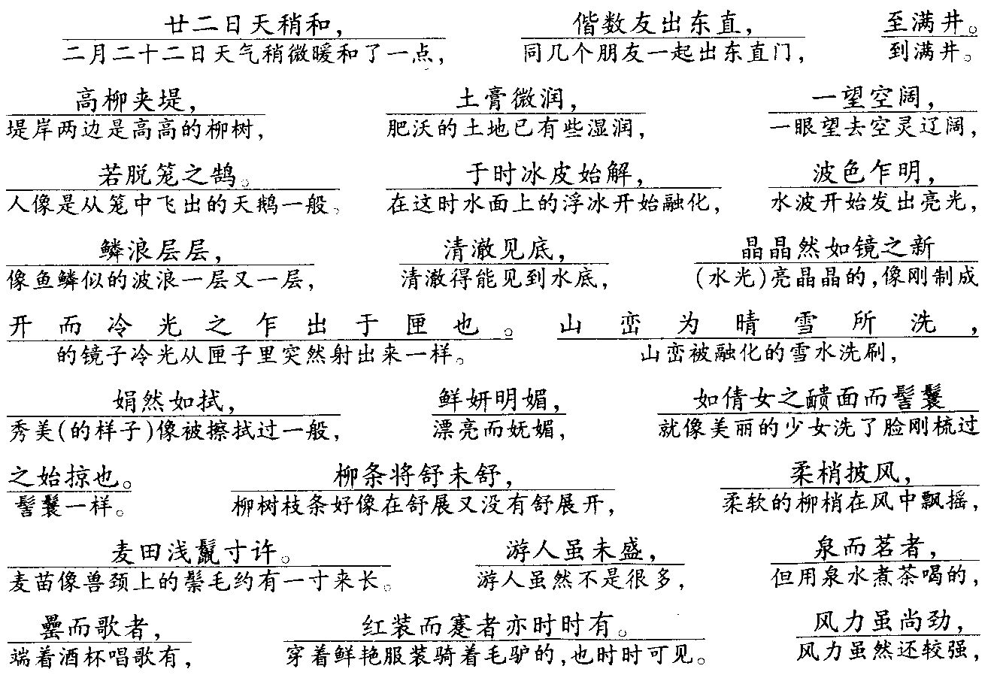 廿二日天稍和， 偕数友出东直， 至满井。
二月二十二日天气稍微暖和了一点， 同几个朋友一起出东直门， 到满井。
高柳夹堤， 土膏微润， 一望空阔，
堤岸两边是高高的柳树， 肥沃的土地已有些湿润， 一眼望去空灵辽阔，
若脱笼之鹄。 于时冰皮始解， 波色乍明，
人像是从笼中飞出的天鹅一般。 在这时水面上的浮冰开始融化， 水波开始发出亮光，
鳞浪层层， 清澈见底， 晶晶然如镜之新
像鱼鳞似的波浪一层又一层， 清澈得能见到水底， (水光)亮晶晶的，像刚制成
开而冷光之乍出于匣也。 山峦为晴雪所洗，
的镜子冷光从匣子里突然射出来一样。 山峦被融化的雪水洗刷，
娟然如拭， 鲜妍明媚， 如倩女之靧面而髻鬟
秀美(的样子)像被擦拭过一般， 漂亮而妩媚， 就像美丽的少女洗了脸刚梳过
之始掠也。 柳条将舒未舒， 柔梢披风，
髻鬟一样。 柳树枝条好像在舒展又没有舒展开， 柔软的柳梢在风中飘摇，
麦田浅鬣寸许。 游人虽未盛， 泉而茗者，
麦苗像兽颈上的鬃毛约有一寸来长。 游人虽然不是很多， 但用泉水煮茶喝的，
罍而歌者， 红装而蹇者亦时时有。 风力虽尚劲，
端着酒杯唱歌有， 穿着鲜艳服装骑着毛驴的，也时时可见。 风力虽然还较强，